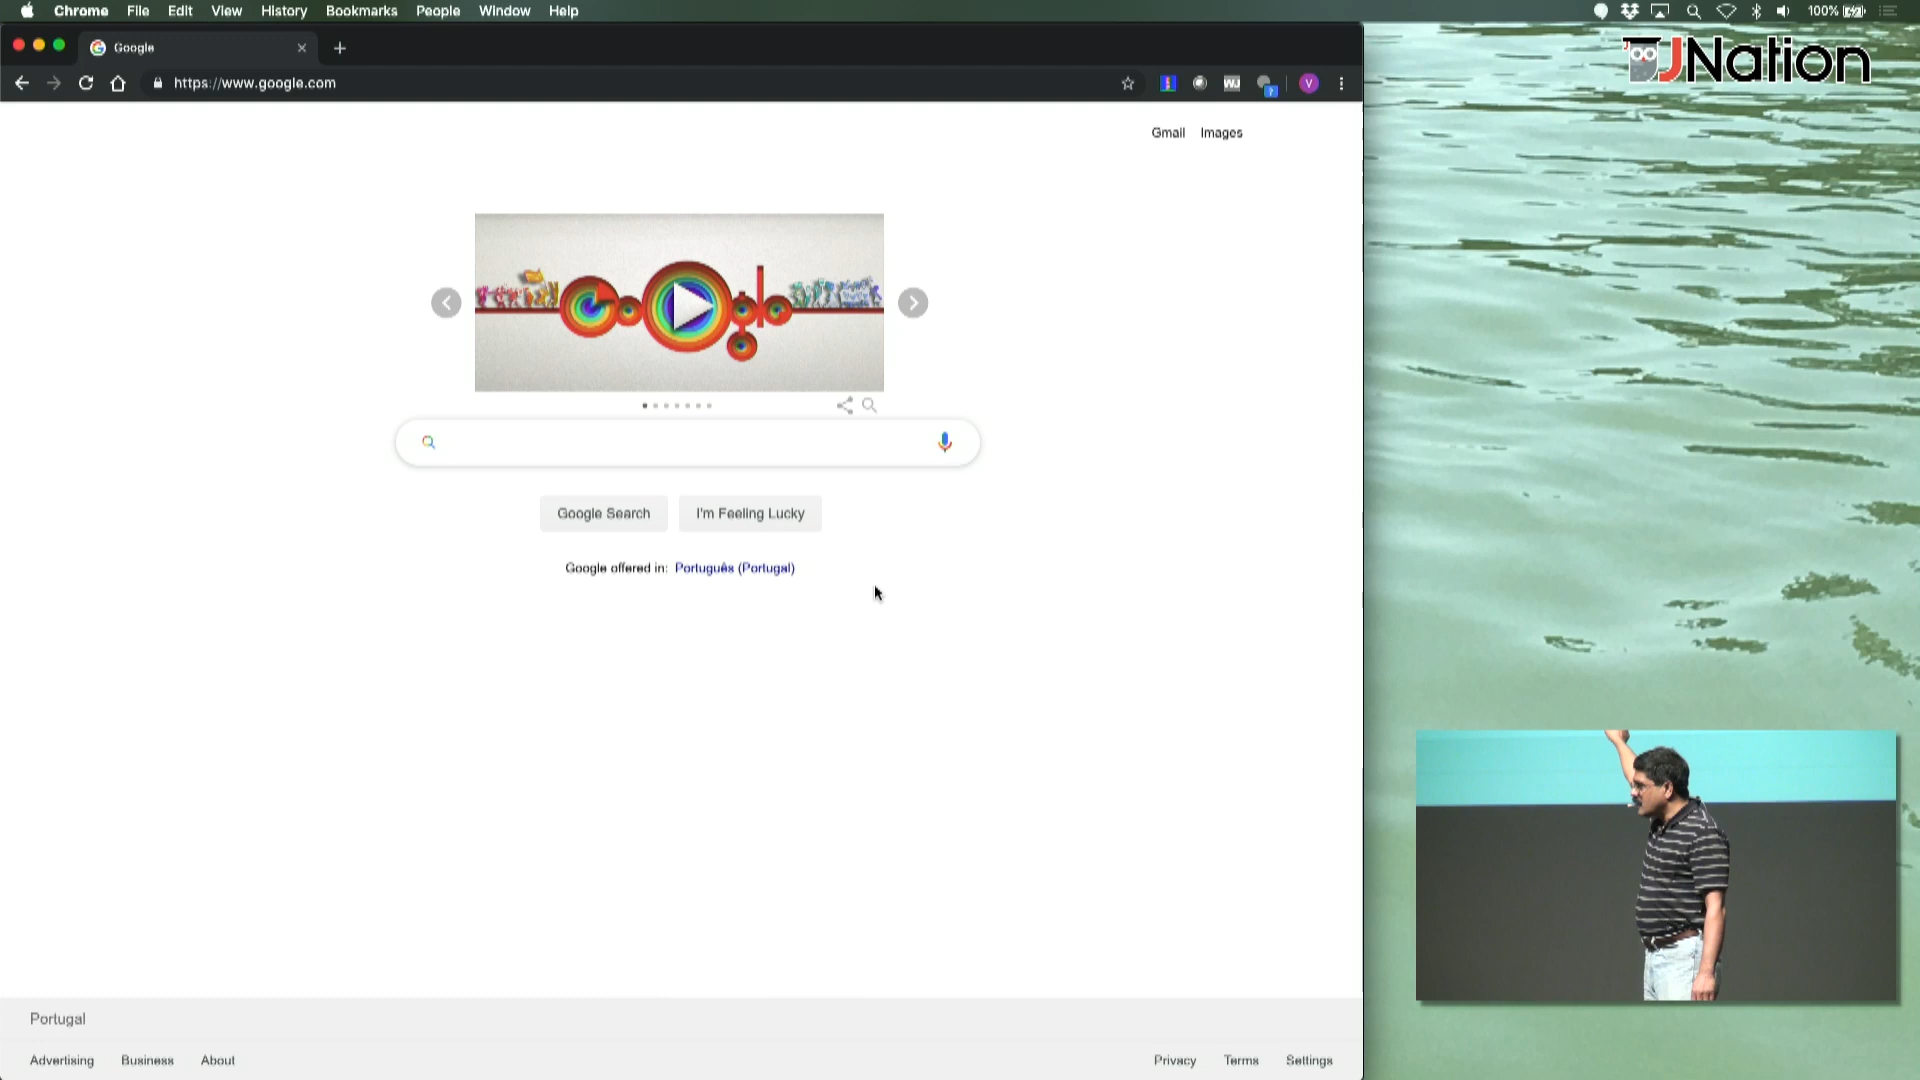 Chrome File Edit View History Bookmarks People Window Help
100%
JNation
Google
https://www.google.com
WJ
V
Gmail Images
Google Search
I'm Feeling Lucky
Google offered in: Português (Portugal)
Portugal
Advertising Business About
Privacy Terms Settings